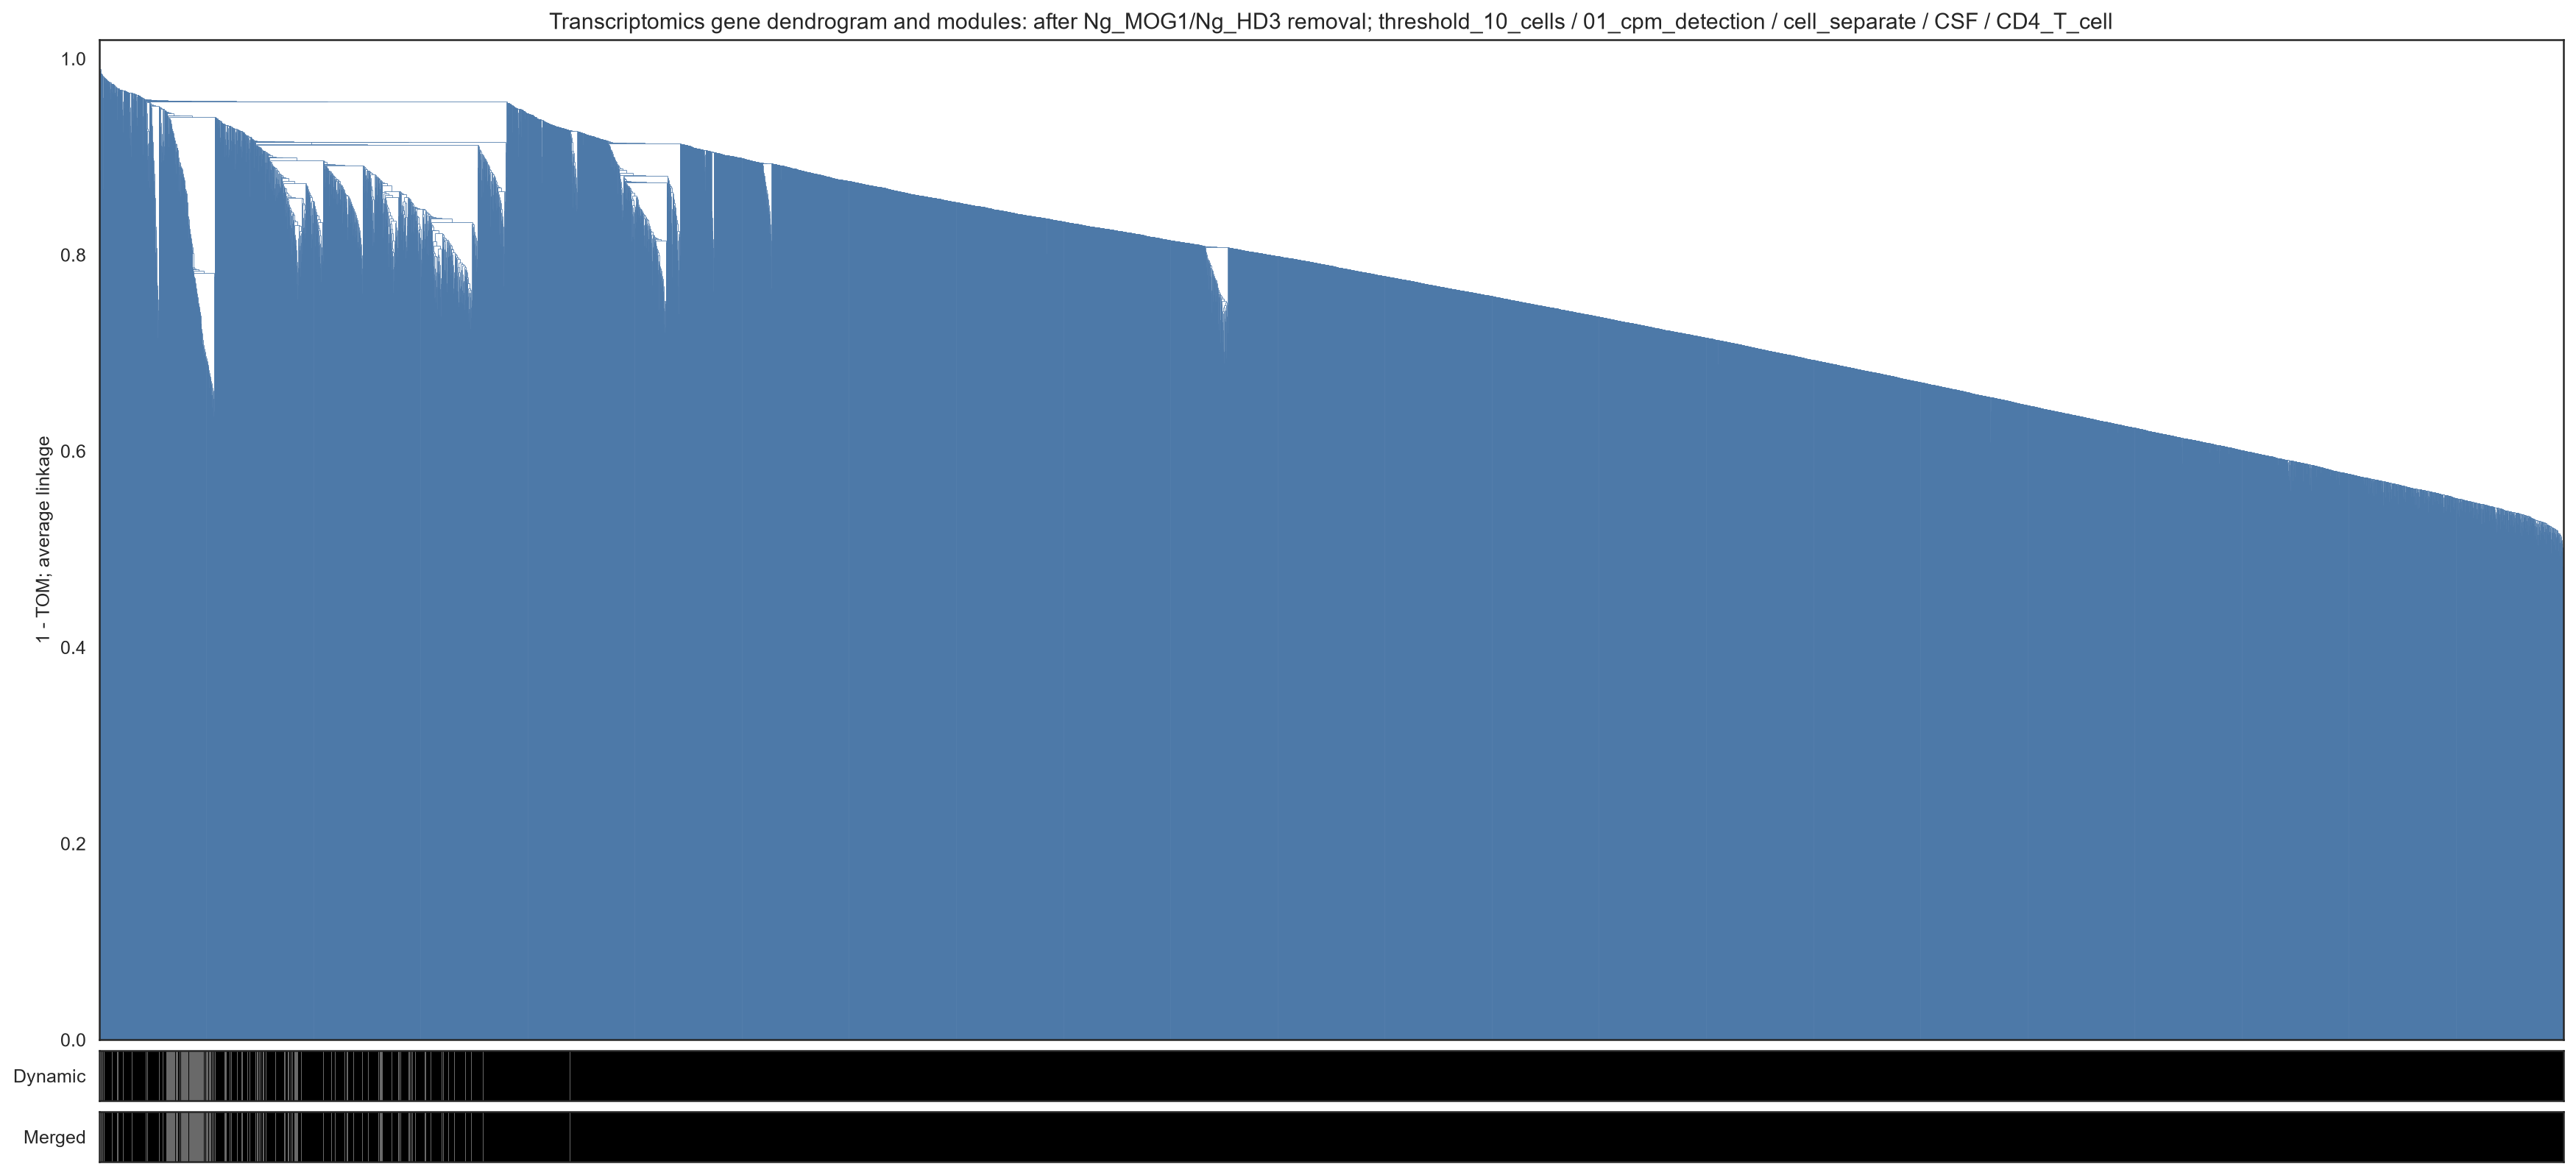 Transcriptomics gene dendrogram and modules: after Ng_MOG1/Ng_HD3 removal; threshold_10_cells / 01_cpm_detection / cell_separate / CSF / CD4_T_cell
1 - TOM; average linkage
1.0
0.8
0.6
0.4
0.2
0.0
Dynamic
Merged